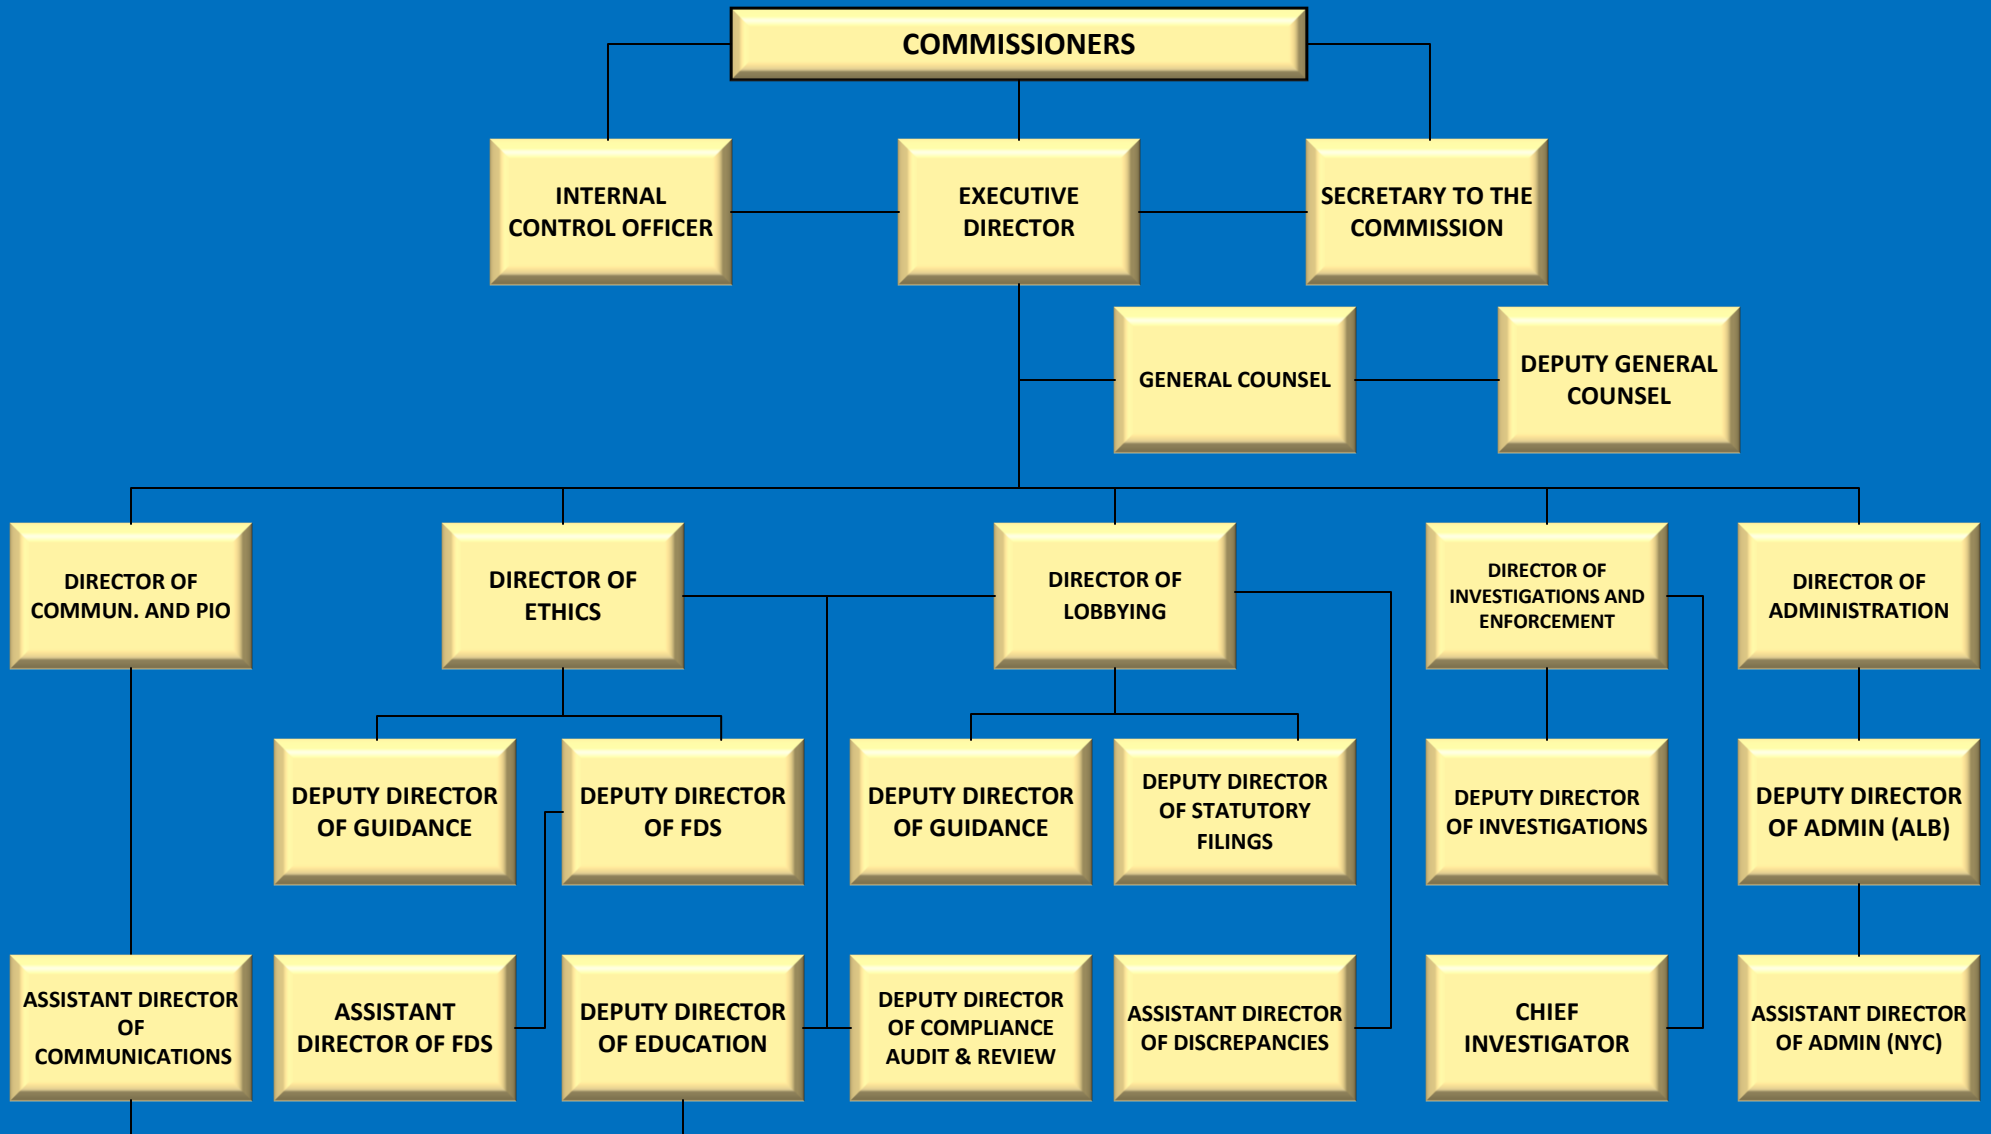 COMMISSIONERS
INTERNAL
CONTROL OFFICER
EXECUTIVE
DIRECTOR
SECRETARY TO THE
COMMISSION
GENERAL COUNSEL
DEPUTY GENERAL
COUNSEL
DIRECTOR OF
COMMUN. AND PIO
DIRECTOR OF
ETHICS
DIRECTOR OF
LOBBYING
DIRECTOR OF
INVESTIGATIONS AND
ENFORCEMENT
DIRECTOR OF
ADMINISTRATION
DEPUTY DIRECTOR
OF GUIDANCE
DEPUTY DIRECTOR
OF FDS
DEPUTY DIRECTOR
OF GUIDANCE
DEPUTY DIRECTOR
OF STATUTORY
FILINGS
DEPUTY DIRECTOR
OF INVESTIGATIONS
DEPUTY DIRECTOR
OF ADMIN (ALB)
ASSISTANT DIRECTOR
OF
COMMUNICATIONS
ASSISTANT
DIRECTOR OF FDS
DEPUTY DIRECTOR
OF EDUCATION
DEPUTY DIRECTOR
OF COMPLIANCE
AUDIT & REVIEW
ASSISTANT DIRECTOR
OF DISCREPANCIES
CHIEF
INVESTIGATOR
ASSISTANT DIRECTOR
OF ADMIN (NYC)